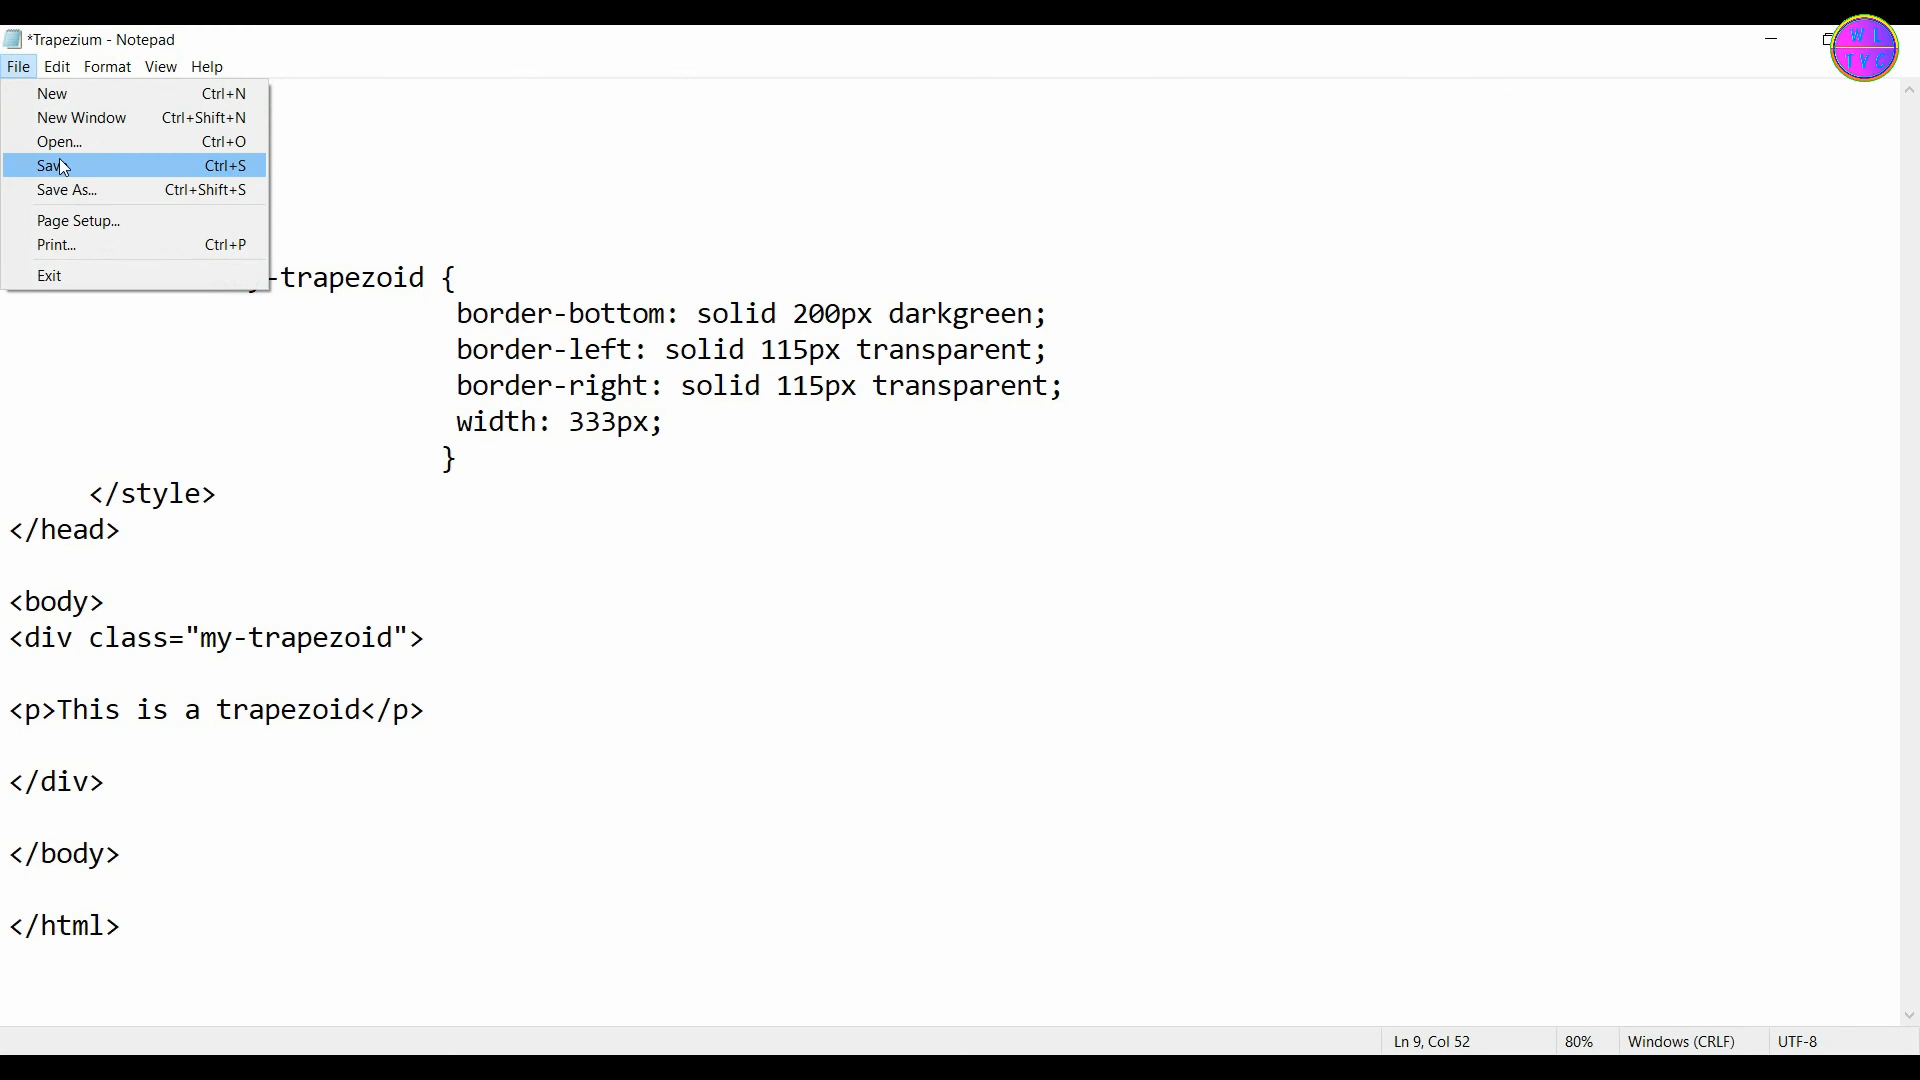 *Trapezium - Notepad
W L
T V C
File Edit Format View Help
New Ctrl+N
New Window Ctrl+Shift+N
Open... Ctrl+O
Ctrl+S
Save As... Ctrl+Shift+S
Page Setup...
Print... Ctrl+P
Exit
-trapezoid {
border-bottom: solid 200px darkgreen;
border-left: solid 115px transparent;
border-right: solid 115px transparent;
width: 333px;
}
</style>
</head>
<body>
<div class="my-trapezoid">
<p>This is a trapezoid</p>
</div>
</body>
</html>
Ln 9, Col 52 80% Windows (CRLF) UTF-8